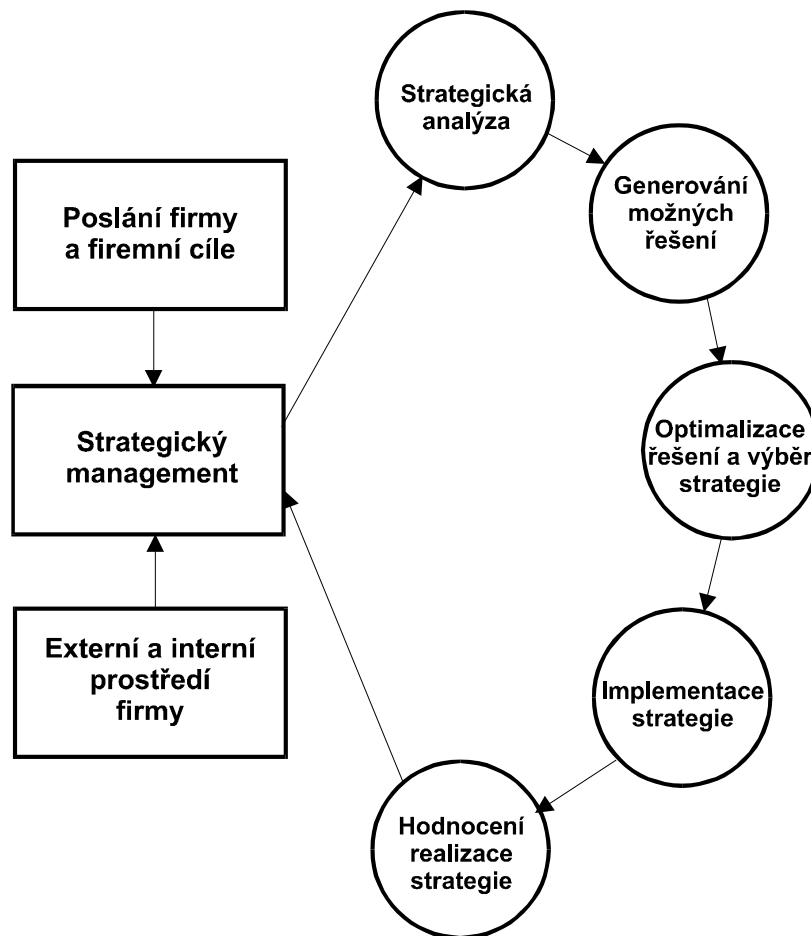 Strategická
analýza
Generování
možných
řešení
Poslání firmy
a firemní cíle
Strategický
management
Optimalizace
řešení a výběr
strategie
Externí a interní
prostředí
firmy
Implementace
strategie
Hodnocení
realizace
strategie